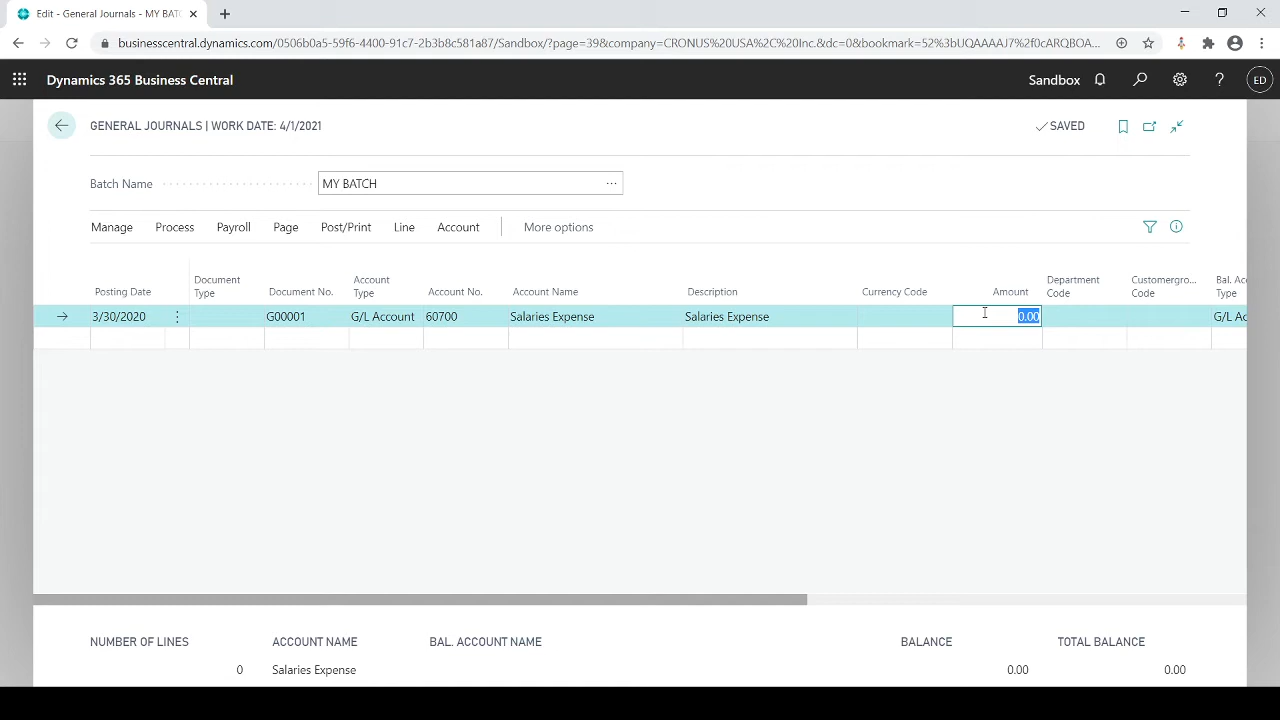 Edit - General Journals - MY BATC
businesscentral.dynamics.com/0506b0a5-59f6-4400-91c7-2b3b8c581a87/Sandbox/?page=39&company=CRONUS%20USA%2C%20Inc.&dc=0&bookmark=52%3bUQAAAAJ7%2f0cARQBOA...
Dynamics 365 Business Central
Sandbox
ED
GENERAL JOURNALS | WORK DATE: 4/1/2021
SAVED
Batch Name
MY BATCH
Manage Process Payroll Page Post/Print Line Account More options
Posting Date Document Type Document No. Account Type Account No. Account Name Description Currency Code Amount Department Code Customergro... Code Bal. Acc Type
3/30/2020 G00001 G/L Account 60700 Salaries Expense Salaries Expense 0.00 G/L Ac
NUMBER OF LINES ACCOUNT NAME BAL. ACCOUNT NAME BALANCE TOTAL BALANCE
0 Salaries Expense 0.00 0.00